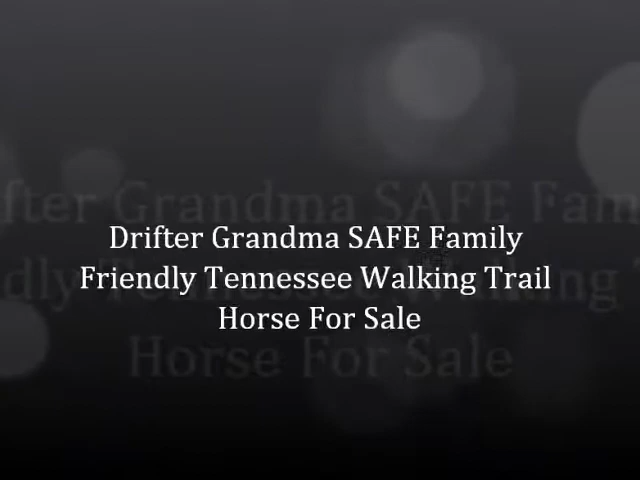 Drifter Grandma SAFE Family
Friendly Tennessee Walking Trail
Horse For Sale